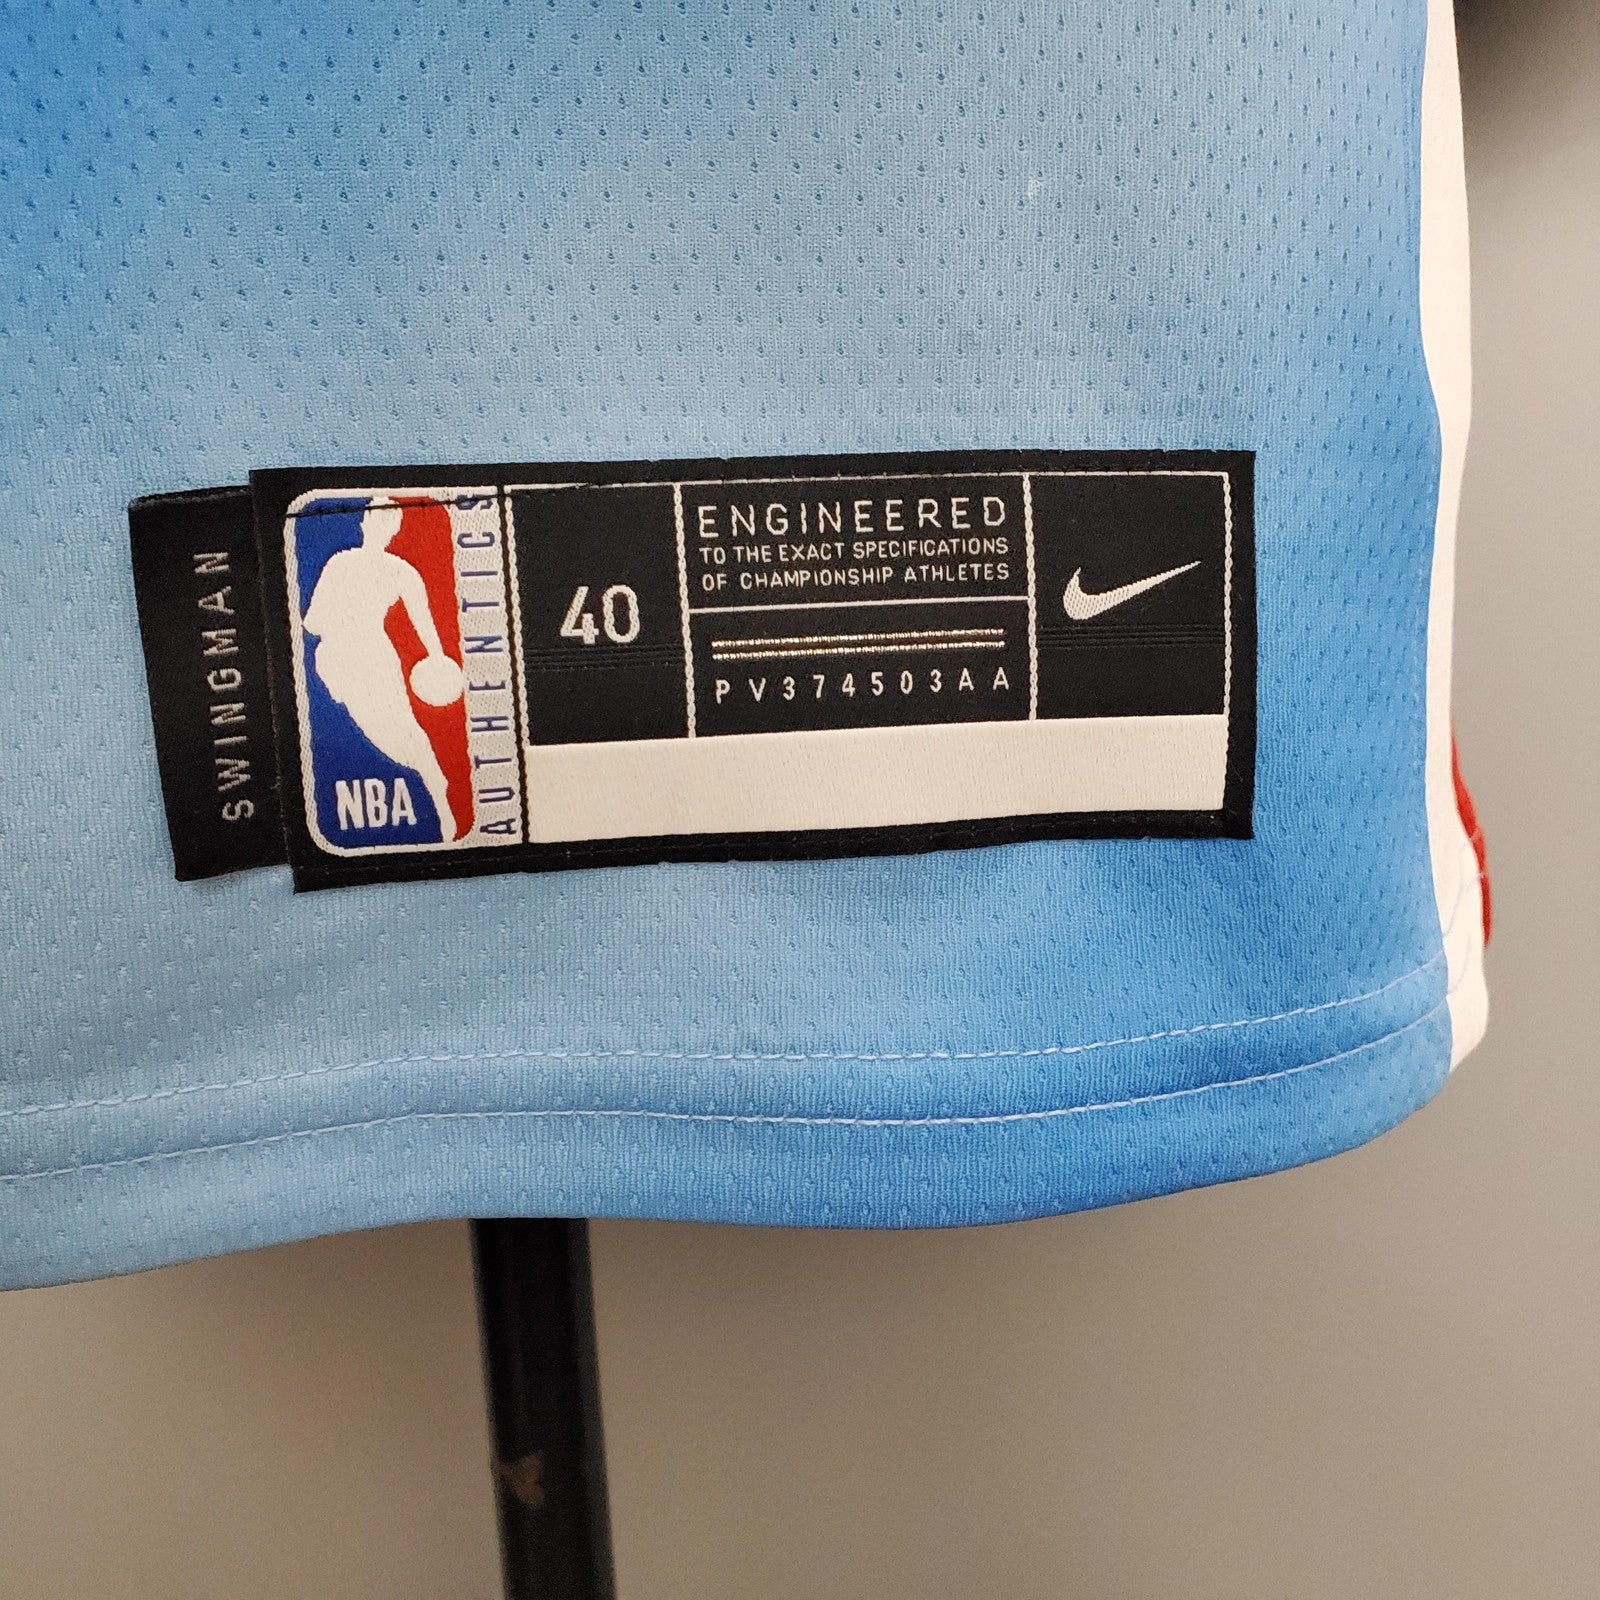 SWINGMAN
NBA
AUTHENTICS
40
ENGINEERED
TO THE EXACT SPECIFICATIONS
OF CHAMPIONSHIP ATHLETES
PV374503AA